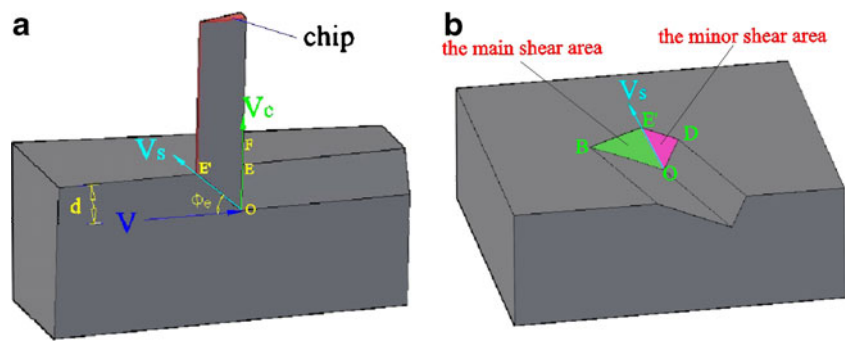 a
chip
Vc
Vs
E'
F
E
d
Φe
O
V
b
the minor shear area
the main shear area
Vs
E'
D
B
O